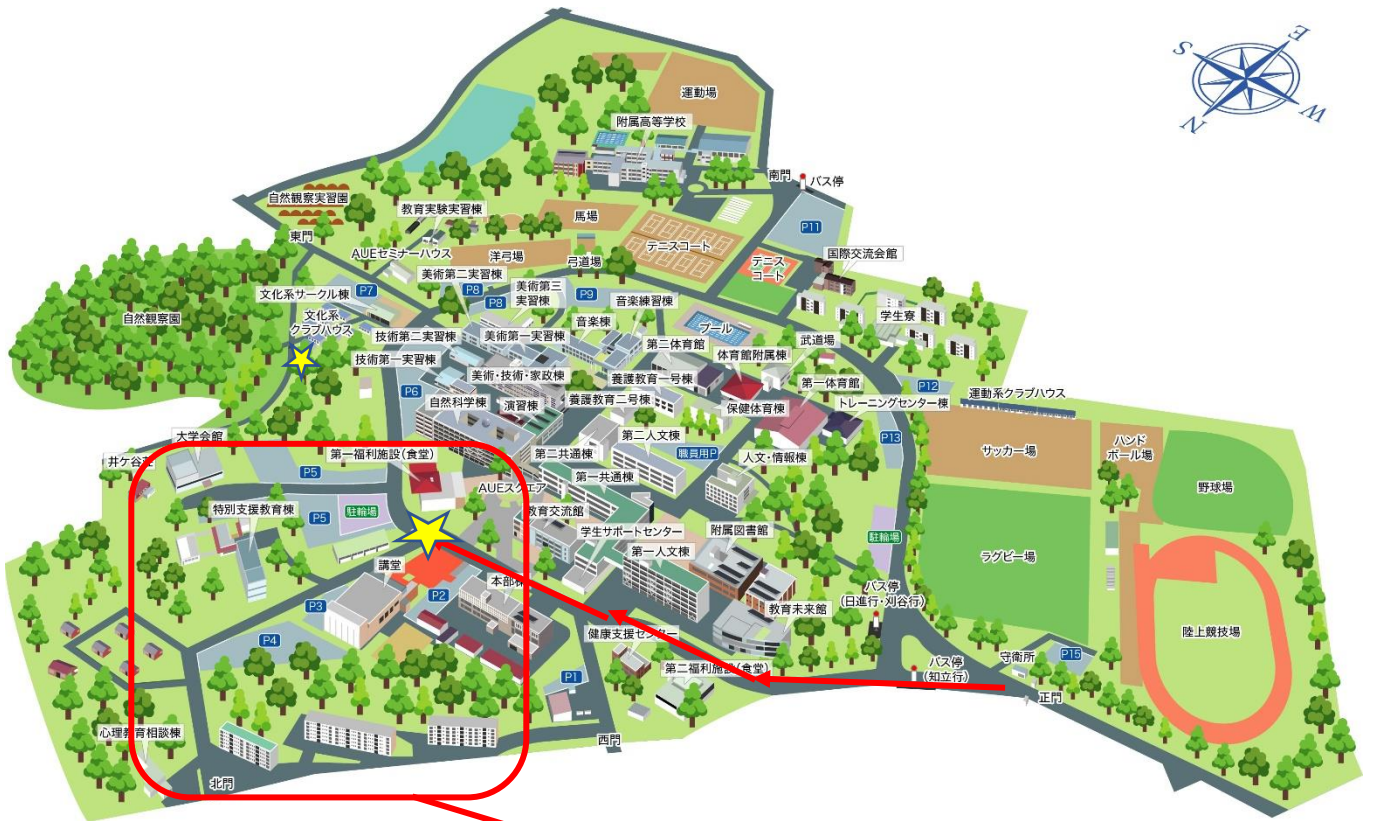 E
S
W
N
運動場
附属高等学校
南門
バス停
自然観察実習園
教育実験実習棟
馬場
P11
東門
AUEセミナーハウス
洋弓場
弓道場
テニスコート
テニス
コート
国際交流会館
美術第二実習棟
文化系サークル棟
P7
P8
P8
美術第三
実習棟
P9
音楽練習棟
自然観察園
文化系
クラブハウス
技術第二実習棟
美術第一実習棟
音楽棟
プール
学生寮
技術第一実習棟
第二体育館
体育館附属棟
武道場
美術・技術・家政棟
養護教育一号棟
第一体育館
P12
運動系クラブハウス
P6
自然科学棟
演習棟
養護教育二号棟
保健体育棟
トレーニングセンター棟
大学会館
第二人文棟
P13
サッカー場
ハンド
ボール場
井ケ谷荘
第一福利施設(食堂)
第二共通棟
職員用P
人文・情報棟
P5
第一共通棟
野球場
AUEスクエア
特別支援教育棟
P5
駐輪場
教育交流館
学生サポートセンター
附属図書館
駐輪場
ラグビー場
講堂
第一人文棟
本部棟
P2
P3
バス停
(日進行・刈谷行)
教育未来館
陸上競技場
P4
健康支援センター
第二福利施設(食堂)
P1
バス停
(知立行)
守衛所
P15
正門
心理教育相談棟
西門
北門